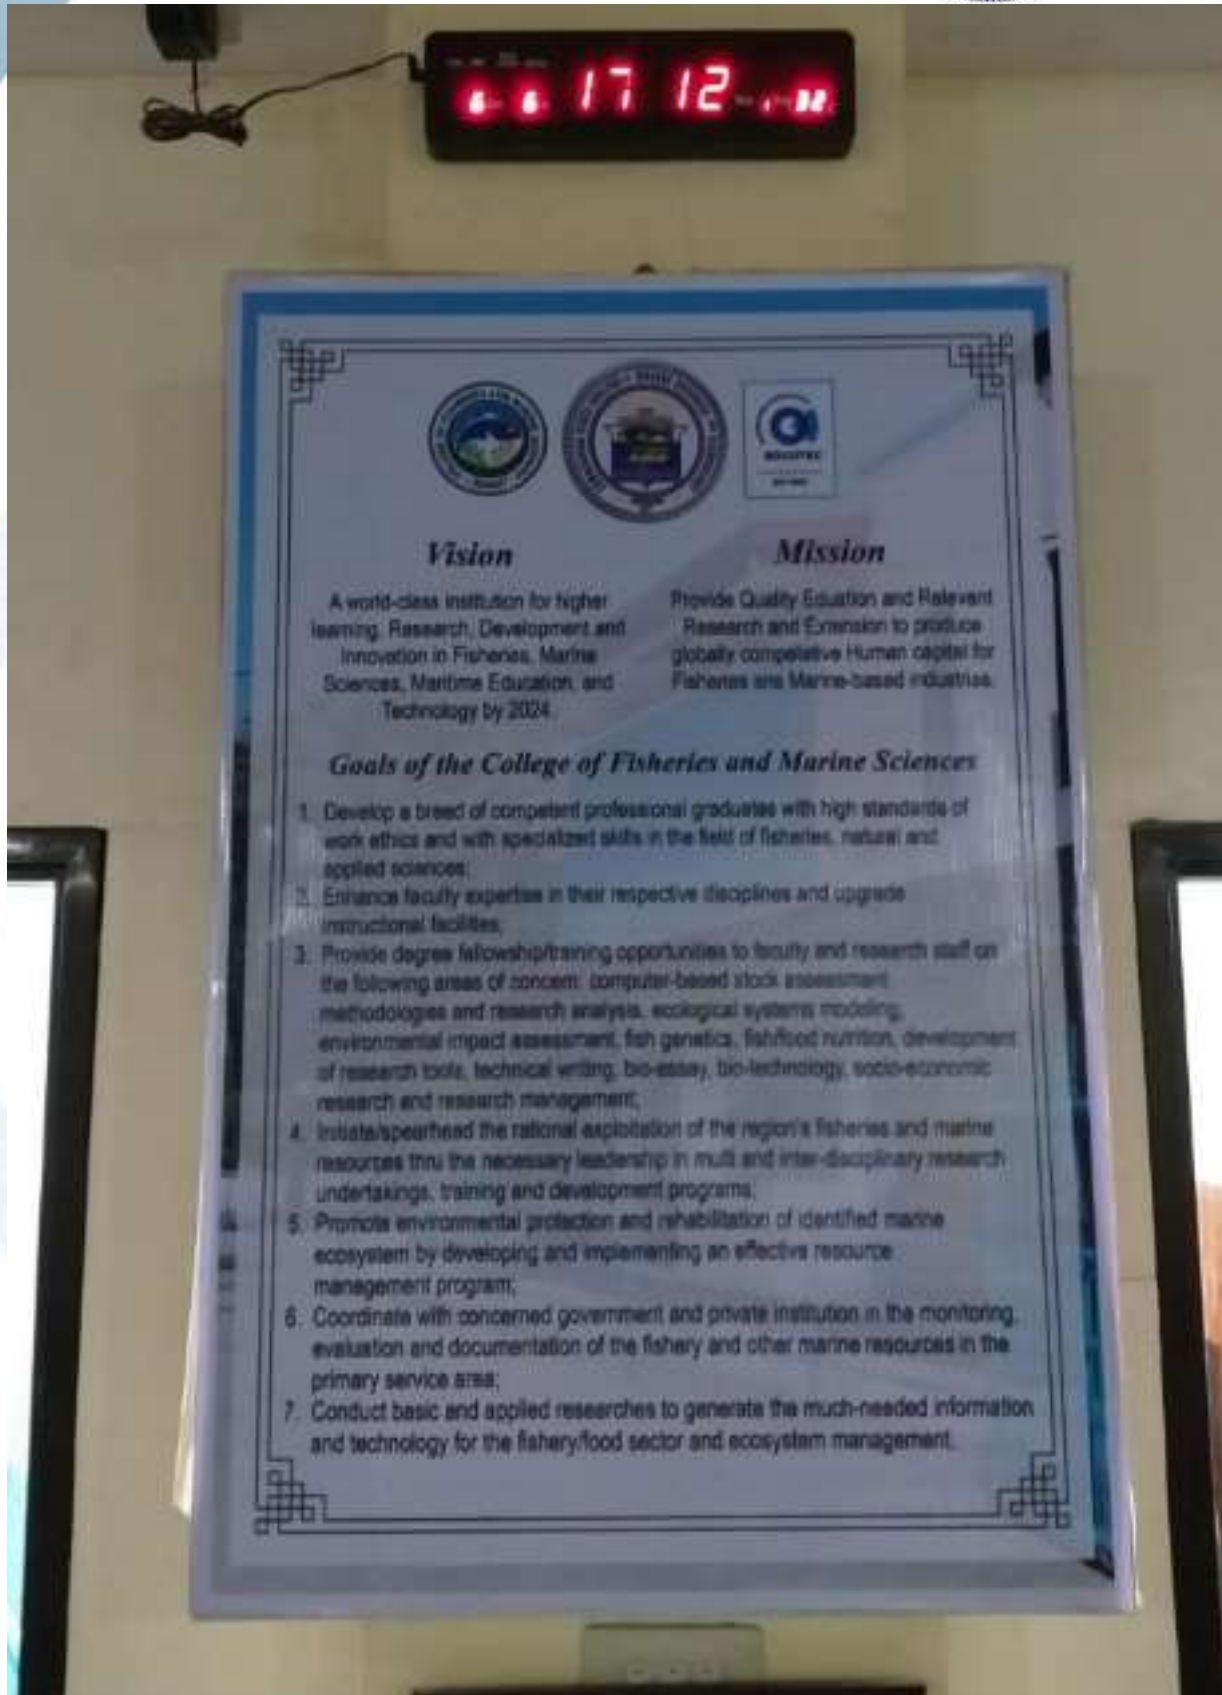 6 6 17 12 32
AQUITEC
Vision
A world-class institution for higher
learning, Research, Development and
Innovation in Fisheries, Marine
Sciences, Maritime Education, and
Technology by 2024.
Mission
Provide Quality Eduation and Relevant
Research and Extension to produce
globally competative Human capital for
Fisheries and Marine-based industries.
Goals of the College of Fisheries and Marine Sciences
1. Develop a breed of competent professional graduates with high standards of
work ethics and with specialized skills in the field of fisheries, natural and
applied sciences;
2. Enhance faculty expertise in their respective disciplines and upgrade
instructional facilities;
3. Provide degree fellowship/training opportunities to faculty and research staff on
the following areas of concern: computer-based stock assessment
methodologies and research analysis, ecological systems modeling,
environmental impact assessment, fish genetics, fish/food nutrition, development
of research tools, technical writing, bio-essay, bio-technology, socio-economic
research and research management;
4. Initiate/spearhead the rational exploitation of the region's fisheries and marine
resources thru the necessary leadership in multi and inter-disciplinary research
undertakings, training and development programs;
5. Promote environmental protection and rehabilitation of identified marine
ecosystem by developing and implementing an effective resource
management program;
6. Coordinate with concerned government and private institution in the monitoring,
evaluation and documentation of the fishery and other marine resources in the
primary service area;
7. Conduct basic and applied researches to generate the much-needed information
and technology for the fishery/food sector and ecosystem management.